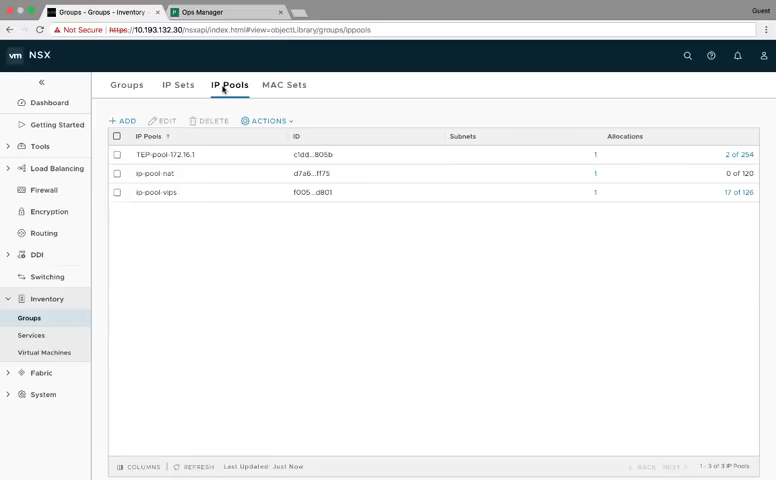 Groups - Groups - Inventory -
Ops Manager
Guest
Not Secure
https://10.193.132.30/nsxapi/index.html#view=objectLibrary/groups/ippools
vm NSX
Groups
IP Sets
IP Pools
MAC Sets
Dashboard
Getting Started
Tools
Load Balancing
Firewall
Encryption
Routing
DDI
Switching
Inventory
Groups
Services
Virtual Machines
Fabric
System
+ ADD
EDIT
DELETE
ACTIONS
IP Pools ID Subnets Allocations
TEP-pool-172.16.1 c1dd...805b 1 2 of 254
ip-pool-nat d7a6...ff75 1 0 of 120
ip-pool-vips f005...d801 1 17 of 126
COLUMNS
REFRESH
Last Updated: Just Now
BACK
NEXT
1 - 3 of 3 IP Pools